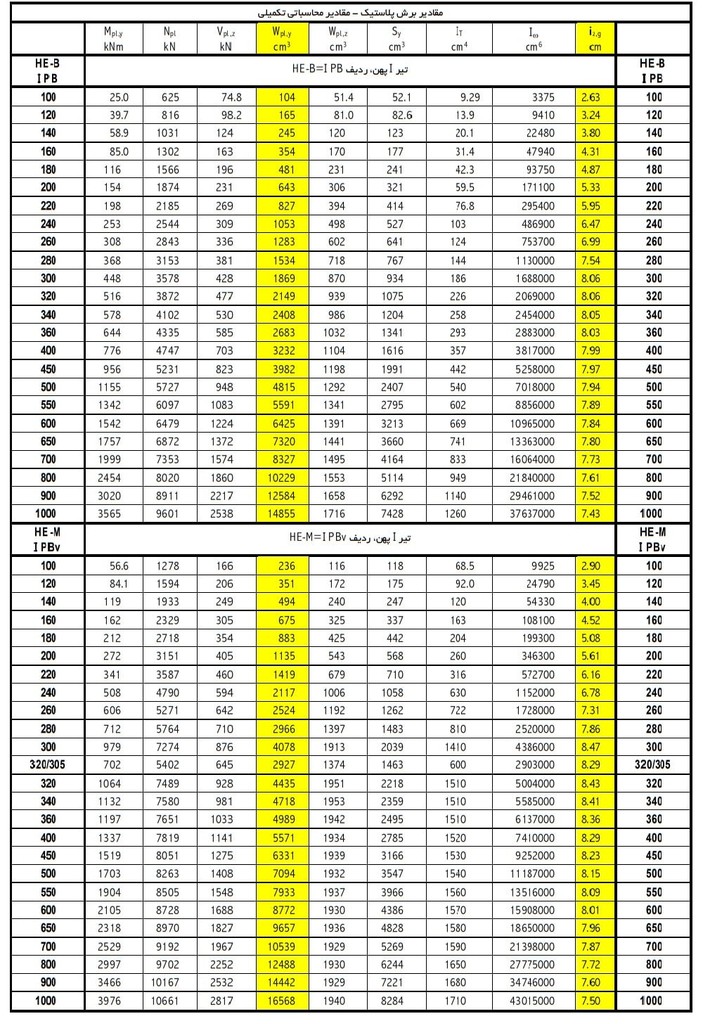 مقادیر برش پلاستیک – مقادیر محاسباتی تکمیلی
Mpl,y Npl Vpl,z Wpl,y Wpl,z Sy IT Iω iz,g
kNm kN kN cm³ cm³ cm³ cm⁴ cm⁶ cm
HE-B تیر I پهن، ردیف HE-B=I PB HE-B
I PB I PB
100 25.0 625 74.8 104 51.4 52.1 9.29 3375 2.63 100
120 39.7 816 98.2 165 81.0 82.6 13.9 9410 3.24 120
140 58.9 1031 124 245 120 123 20.1 22480 3.80 140
160 85.0 1302 163 354 170 177 31.4 47940 4.31 160
180 116 1566 196 481 231 241 42.3 93750 4.87 180
200 154 1874 231 643 306 321 59.5 171100 5.33 200
220 198 2185 269 827 394 414 76.8 295400 5.95 220
240 253 2544 309 1053 498 527 103 486900 6.47 240
260 308 2843 336 1283 602 641 124 753700 6.99 260
280 368 3153 381 1534 718 767 144 1130000 7.54 280
300 448 3578 428 1869 870 934 186 1688000 8.06 300
320 516 3872 477 2149 939 1075 226 2069000 8.06 320
340 578 4102 530 2408 986 1204 258 2454000 8.05 340
360 644 4335 585 2683 1032 1341 293 2883000 8.03 360
400 776 4747 703 3232 1104 1616 357 3817000 7.99 400
450 956 5231 823 3982 1198 1991 442 5258000 7.97 450
500 1155 5727 948 4815 1292 2407 540 7018000 7.94 500
550 1342 6097 1083 5591 1341 2795 602 8856000 7.89 550
600 1542 6479 1224 6425 1391 3213 669 10965000 7.84 600
650 1757 6872 1372 7320 1441 3660 741 13363000 7.80 650
700 1999 7353 1574 8327 1495 4164 833 16064000 7.73 700
800 2454 8020 1860 10229 1553 5114 949 21840000 7.61 800
900 3020 8911 2217 12584 1658 6292 1140 29461000 7.52 900
1000 3565 9601 2538 14855 1716 7428 1260 37637000 7.43 1000
HE-M تیر I پهن، ردیف HE-M=I PBv HE-M
I PBv I PBv
100 56.6 1278 166 236 116 118 68.5 9925 2.90 100
120 84.1 1594 206 351 172 175 92.0 24790 3.45 120
140 119 1933 249 494 240 247 120 54330 4.00 140
160 162 2329 305 675 325 337 163 108100 4.52 160
180 212 2718 354 883 425 442 204 199300 5.08 180
200 272 3151 405 1135 543 568 260 346300 5.61 200
220 341 3587 460 1419 679 710 316 572700 6.16 220
240 508 4790 594 2117 1006 1058 630 1152000 6.78 240
260 606 5271 642 2524 1192 1262 722 1728000 7.31 260
280 712 5764 710 2966 1397 1483 810 2520000 7.86 280
300 979 7274 876 4078 1913 2039 1410 4386000 8.47 300
320/305 702 5402 645 2927 1374 1463 600 2903000 8.29 320/305
320 1064 7489 928 4435 1951 2218 1510 5004000 8.43 320
340 1132 7580 981 4718 1953 2359 1510 5585000 8.41 340
360 1197 7651 1033 4989 1942 2495 1510 6137000 8.36 360
400 1337 7819 1141 5571 1934 2785 1520 7410000 8.29 400
450 1519 8051 1275 6331 1939 3166 1530 9252000 8.23 450
500 1703 8263 1408 7094 1932 3547 1540 11187000 8.15 500
550 1904 8505 1548 7933 1937 3966 1560 13516000 8.09 550
600 2105 8728 1688 8772 1930 4386 1570 15908000 8.01 600
650 2318 8970 1827 9657 1936 4828 1580 18650000 7.96 650
700 2529 9192 1967 10539 1929 5269 1590 21398000 7.87 700
800 2997 9702 2252 12488 1930 6244 1650 27775000 7.72 800
900 3466 10167 2532 14442 1929 7221 1680 34746000 7.60 900
1000 3976 10661 2817 16568 1940 8284 1710 43015000 7.50 1000